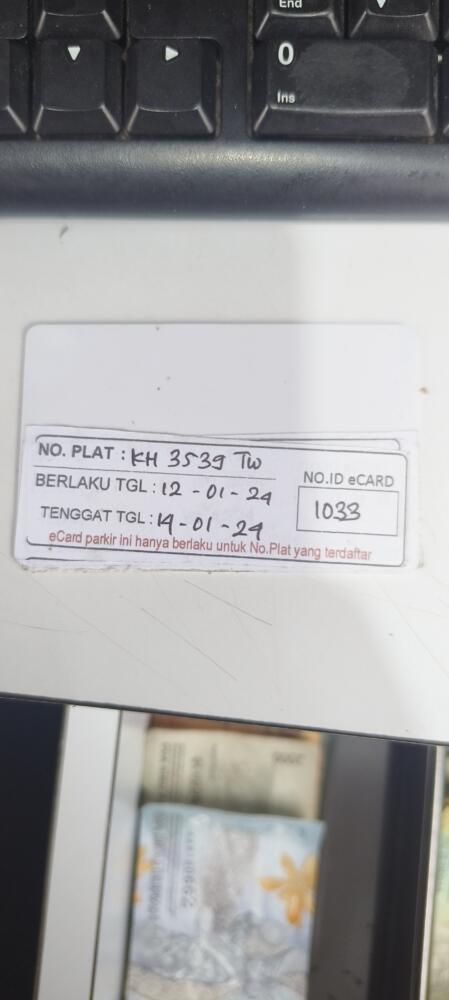 End
0
Ins
NO. PLAT : KH 3539 TW
BERLAKU TGL : 12 - 01 - 24
TENGGAT TGL : 14 - 01 - 24
NO.ID eCARD
1033
eCard parkir ini hanya berlaku untuk No.Plat yang terdaftar